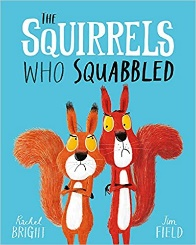 THE
SQUIRRELS
WHO SQUABBLED
Rachel
BRIGHT
Jim
FIELD